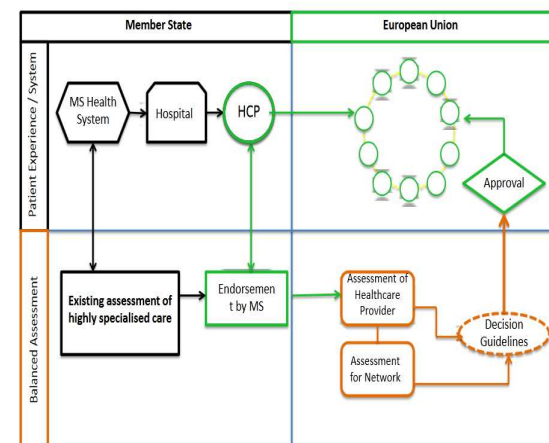 Member State
European Union
Patient Experience / System
MS Health
System
Hospital
HCP
Approval
Balanced Assessment
Existing assessment of
highly specialised care
Endorsemen
t by MS
Assessment of
Healthcare
Provider
Assessment
for Network
Decision
Guidelines